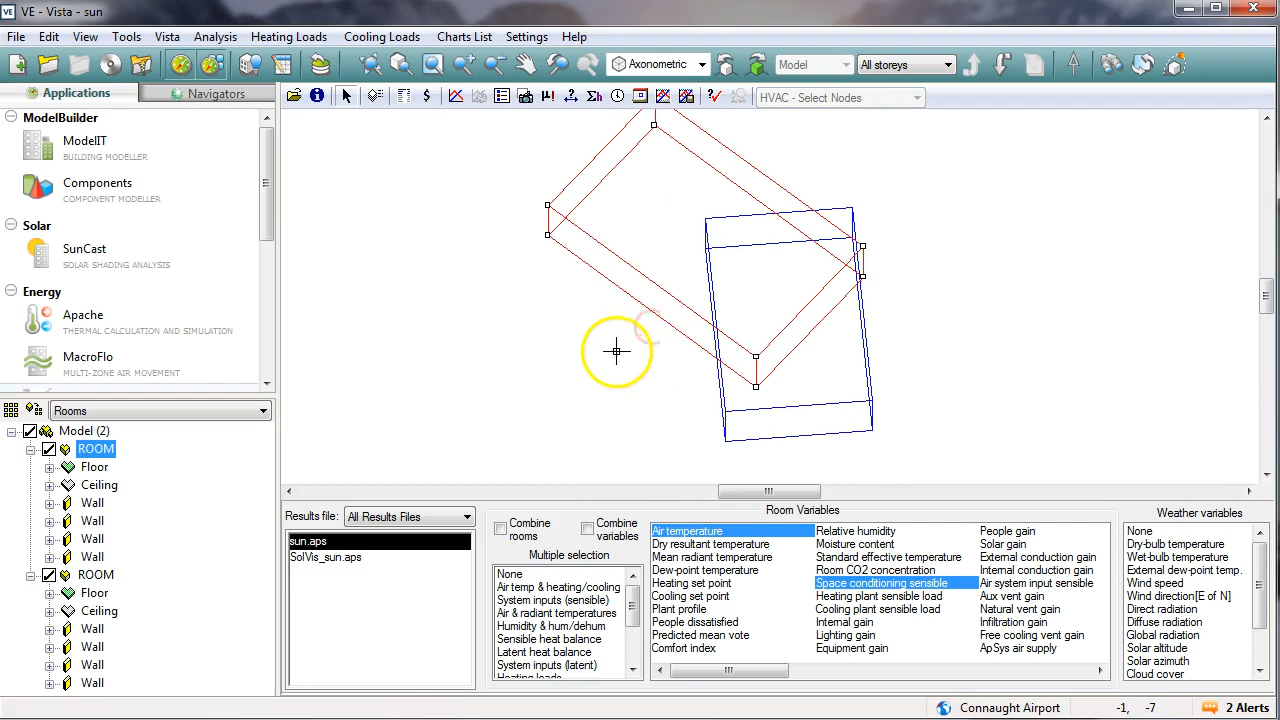 VE - Vista - sun
File Edit View Tools Vista Analysis Heating Loads Cooling Loads Charts List Settings Help
Axonometric Model All storeys
Applications Navigators
HVAC - Select Nodes
ModelBuilder
ModelIT
BUILDING MODELLER
Components
COMPONENT MODELLER
Solar
SunCast
SOLAR SHADING ANALYSIS
Energy
Apache
THERMAL CALCULATION AND SIMULATION
MacroFlo
MULTI-ZONE AIR MOVEMENT
Rooms
Model (2)
ROOM
Floor
Ceiling
Wall
Wall
Wall
Wall
ROOM
Floor
Ceiling
Wall
Wall
Wall
Wall
Results file: All Results Files
sun.aps
SolVis_sun.aps
Combine rooms
Combine variables
Multiple selection
None
Air temp & heating/cooling
System inputs (sensible)
Air & radiant temperatures
Humidity & hum/dehum
Sensible heat balance
Latent heat balance
System inputs (latent)
Heating loads
Room Variables
Air temperature Relative humidity People gain
Dry resultant temperature Moisture content Solar gain
Mean radiant temperature Standard effective temperature External conduction gain
Dew-point temperature Room CO2 concentration Internal conduction gain
Heating set point Space conditioning sensible Air system input sensible
Cooling set point Heating plant sensible load Aux vent gain
Plant profile Cooling plant sensible load Natural vent gain
People dissatisfied Internal gain Infiltration gain
Predicted mean vote Lighting gain Free cooling vent gain
Comfort index Equipment gain ApSys air supply
Weather variables
None
Dry-bulb temperature
Wet-bulb temperature
External dew-point temp.
Wind speed
Wind direction[E of N]
Direct radiation
Diffuse radiation
Global radiation
Solar altitude
Solar azimuth
Cloud cover
Connaught Airport -1, -7 2 Alerts